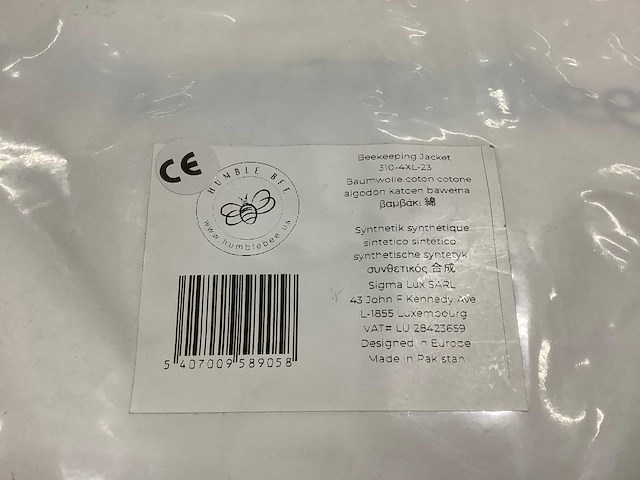 CE
HUMBLE BEE
www.humblebee.us
Beekeeping Jacket
310-4XL-23
Baumwolle coton cotone
algodón katoen bawełna
βαμβάκι 綿
Synthetik synthétique
sintetico sintético
synthetische syntetyk
συνθετικός 合成
Sigma Lux SARL
43 John F Kennedy Ave
L-1855 Luxembourg
VAT# LU 28423659
Designed in Europe
Made in Pakistan
5 407009 589058